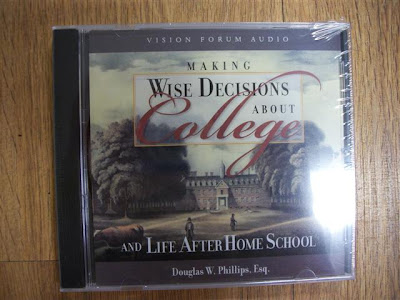 VISION FORUM AUDIO
MAKING
WISE DECISIONS
ABOUT
College
AND LIFE AFTER HOME SCHOOL
Douglas W. Phillips, Esq.